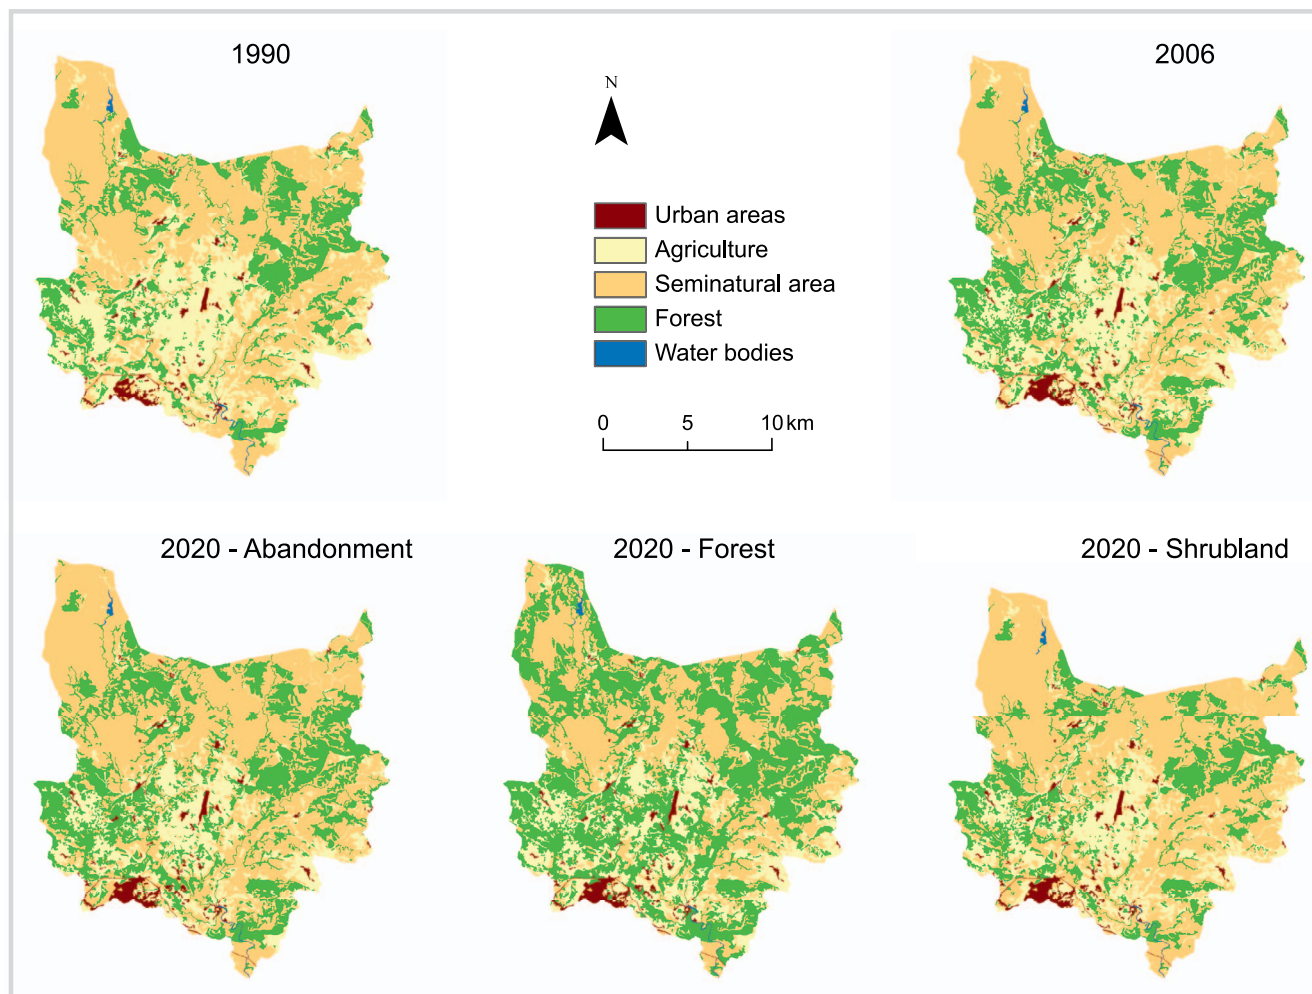 1990
2006
N
Urban areas
Agriculture
Seminatural area
Forest
Water bodies
0 5 10 km
2020 - Abandonment
2020 - Forest
2020 - Shrubland